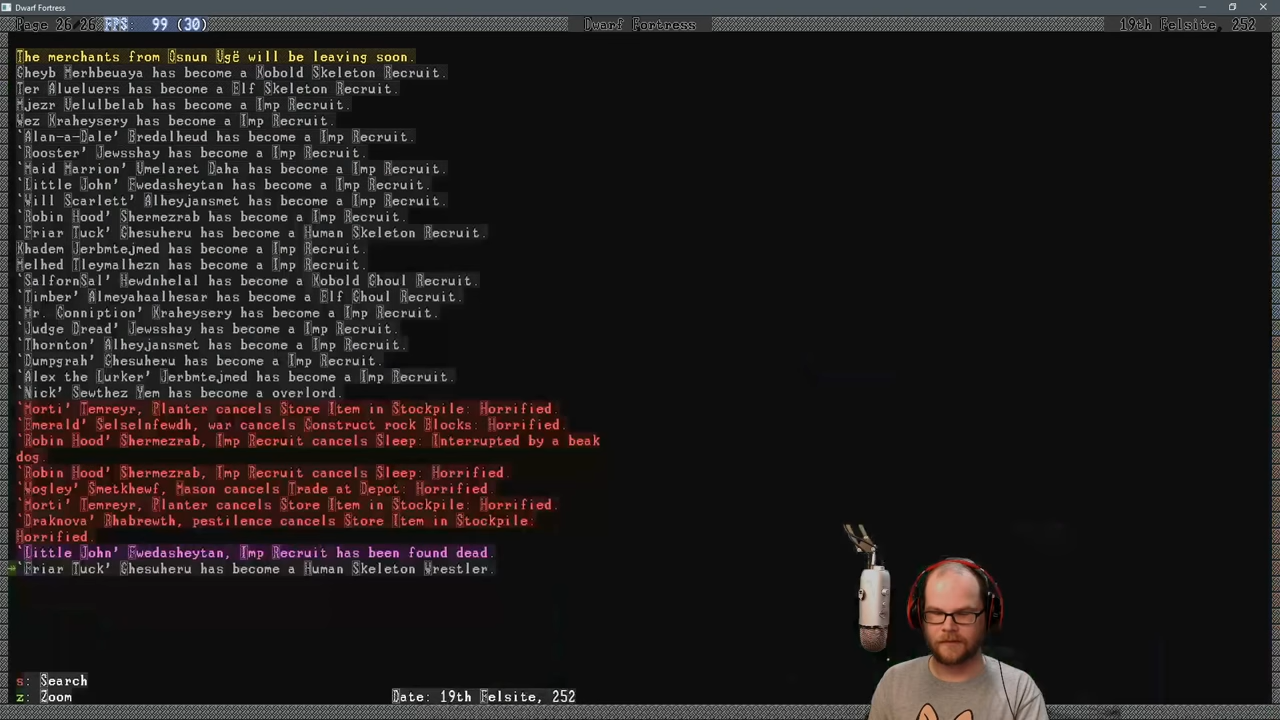 Dwarf Fortress
Page 26/26 FPS: 99 (30) Dwarf Fortress 19th Felsite, 252
The merchants from Osnun Ugë will be leaving soon.
Gheyb Merhbeuaya has become a Kobold Skeleton Recruit.
Ter Alueluers has become a Elf Skeleton Recruit.
Mjezr Uelulbelab has become a Imp Recruit.
Wez Kraheysery has become a Imp Recruit.
`Alan-a-Dale' Bredalheud has become a Imp Recruit.
`Rooster' Jewsshay has become a Imp Recruit.
`Maid Marrion' Umelaret Daha has become a Imp Recruit.
`Little John' Ewedasheytan has become a Imp Recruit.
`Will Scarlett' Alheyjansmet has become a Imp Recruit.
`Robin Hood' Shermezrab has become a Imp Recruit.
`Friar Tuck' Ghesuheru has become a Human Skeleton Recruit.
Khadem Jerbmtejmed has become a Imp Recruit.
Melhed Tleymalhezn has become a Imp Recruit.
`SalfornSal' Hewdnhelal has become a Kobold Ghoul Recruit.
`Timber' Almeyahaalhesar has become a Elf Ghoul Recruit.
`Mr. Conniption' Kraheysery has become a Imp Recruit.
`Judge Dread' Jewsshay has become a Imp Recruit.
`Thornton' Alheyjansmet has become a Imp Recruit.
`Dumpgrah' Ghesuheru has become a Imp Recruit.
`Alex the Lurker' Jerbmtejmed has become a Imp Recruit.
`Nick' Sewthez Yem has become a overlord.
`Morti' Temreyr, Planter cancels Store Item in Stockpile: Horrified.
`Emerald' Selselnfewdh, war cancels Construct rock Blocks: Horrified.
`Robin Hood' Shermezrab, Imp Recruit cancels Sleep: Interrupted by a beak
dog.
`Robin Hood' Shermezrab, Imp Recruit cancels Sleep: Horrified.
`Wogley' Smetkhewf, Mason cancels Trade at Depot: Horrified.
`Morti' Temreyr, Planter cancels Store Item in Stockpile: Horrified.
`Draknova' Rhabrewth, pestilence cancels Store Item in Stockpile:
Horrified.
`Little John' Ewedasheytan, Imp Recruit has been found dead.
`Friar Tuck' Ghesuheru has become a Human Skeleton Wrestler.
s: Search
z: Zoom Date: 19th Felsite, 252